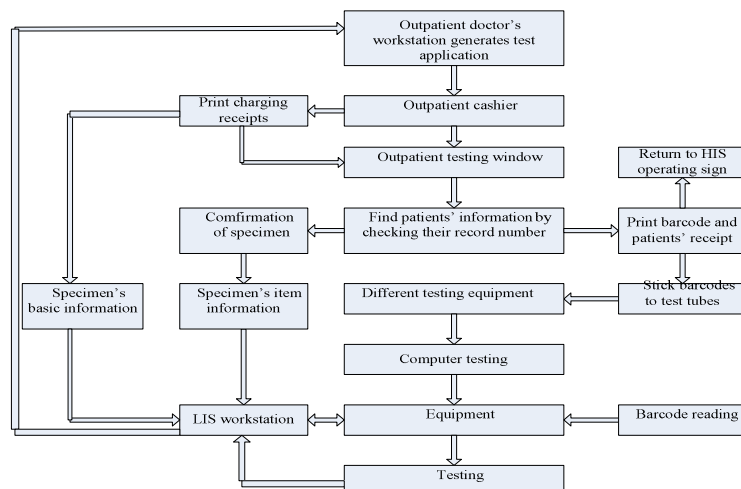 Outpatient doctor's
workstation generates test
application
Print charging
receipts
Outpatient cashier
Outpatient testing window
Return to HIS
operating sign
Comfirmation
of specimen
Find patients' information by
checking their record number
Print barcode and
patients' receipt
Specimen's
basic information
Specimen's item
information
Different testing equipment
Stick barcodes
to test tubes
Computer testing
LIS workstation
Equipment
Barcode reading
Testing